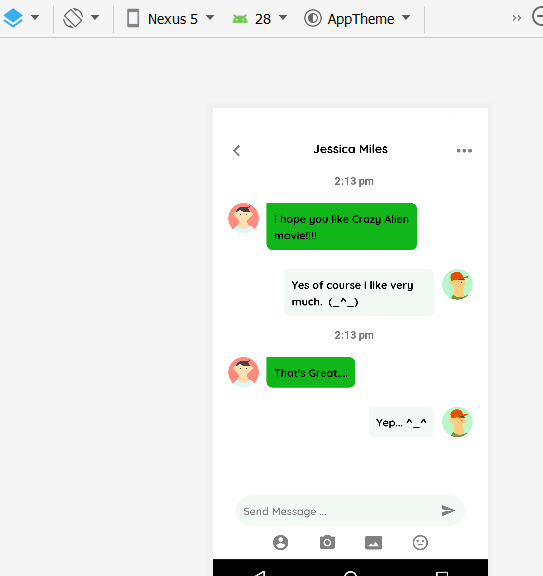 Nexus 5 28 AppTheme
Jessica Miles
2:13 pm
I hope you like Crazy Alien
movie!!!!
Yes of course i like very
much. (_^_)
2:13 pm
That's Great....
Yep... ^_^
Send Message ...